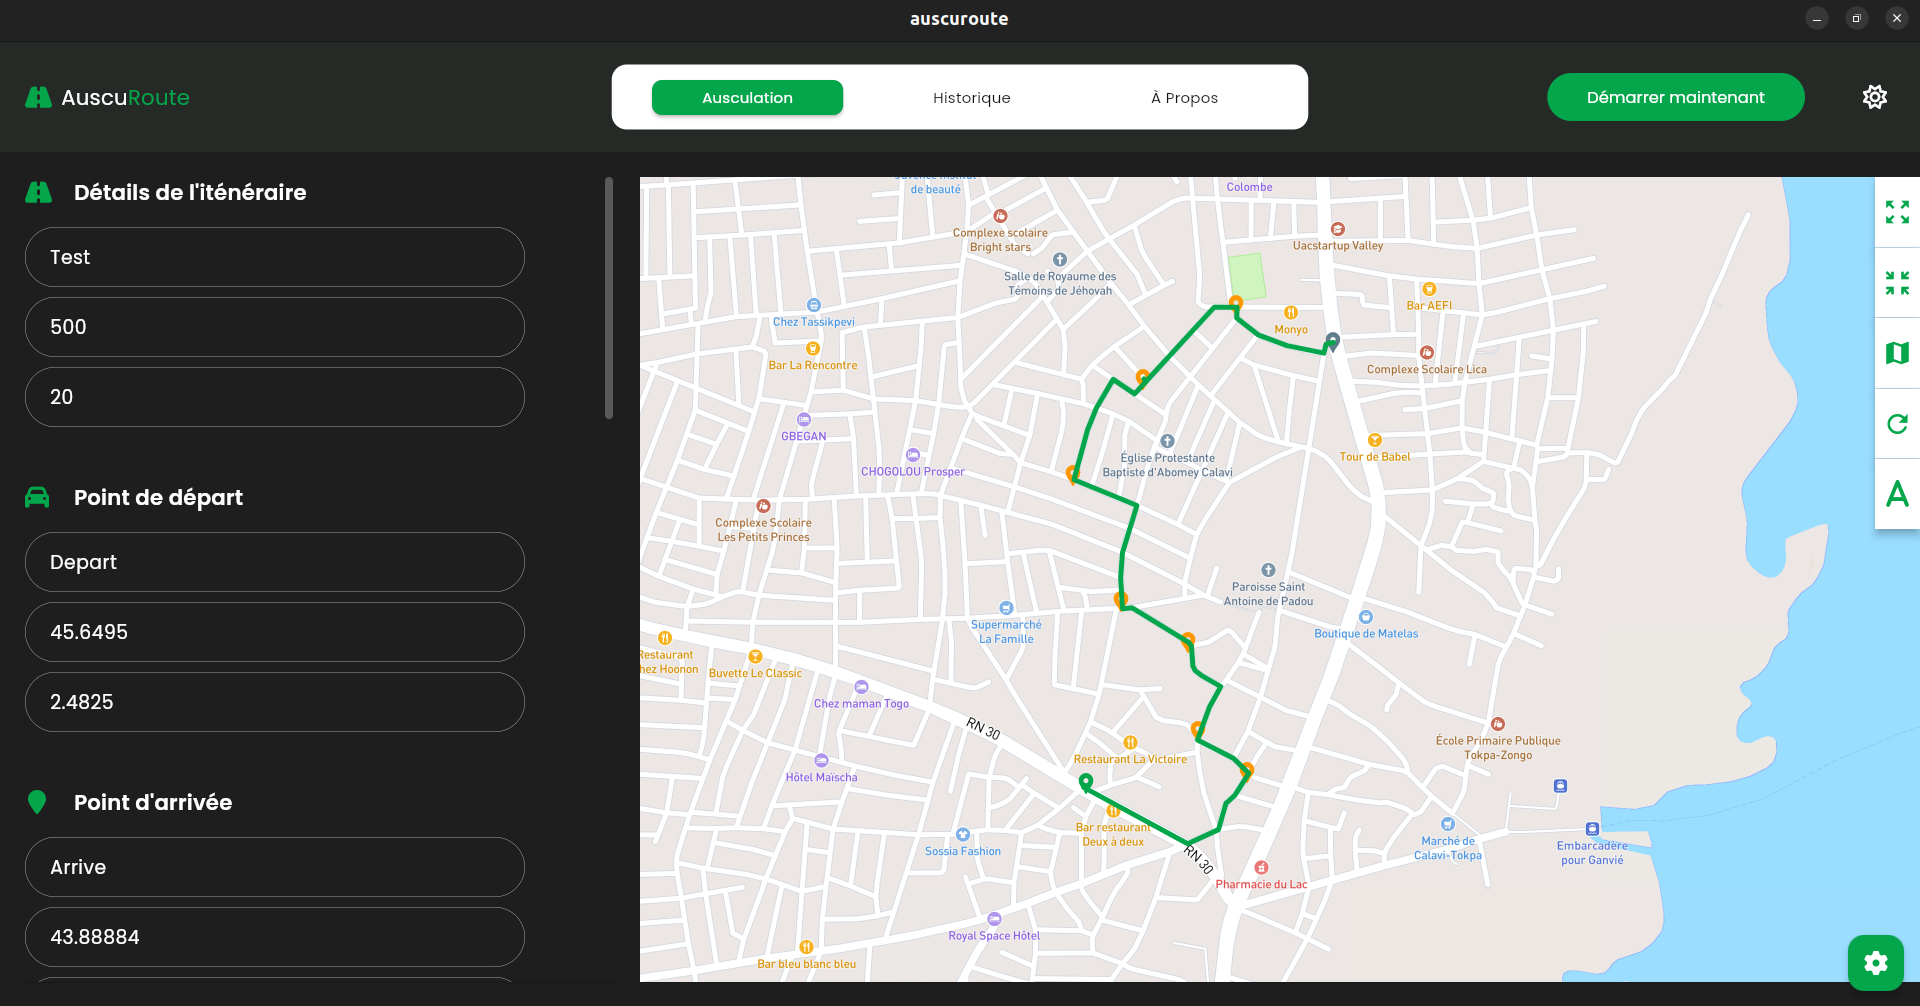 auscuroute
AuscuRoute
Ausculation
Historique
À Propos
Démarrer maintenant
Détails de l'iténéraire
Test
500
20
Point de départ
Depart
45.6495
2.4825
Point d'arrivée
Arrive
43.88884
de beauté
Colombe
Complexe scolaire
Bright stars
Uacstartup Valley
Salle de Royaume des
Témoins de Jéhovah
Chez Tassikpevi
Bar AEFI
Monyo
Bar La Rencontre
Complexe Scolaire Lica
GBEGAN
CHOGOLOU Prosper
Église Protestante
Baptiste d'Abomey Calavi
Tour de Babel
Complexe Scolaire
Les Petits Princes
Paroisse Saint
Antoine de Padou
Supermarché
La Famille
Boutique de Matelas
Restaurant
hez Hoonon
Buvette Le Classic
Chez maman Togo
RN 30
École Primaire Publique
Tokpa-Zongo
Restaurant La Victoire
Hôtel Maïscha
Bar restaurant
Deux à deux
Sossia Fashion
RN 30
Marché de
Calavi-Tokpa
Embarcadère
pour Ganvié
Pharmacie du Lac
Royal Space Hôtel
Bar bleu blanc bleu
A